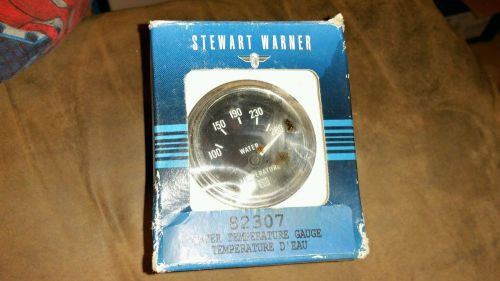 STEWART WARNER
100 150 190 230
WATER
82307
TEMPERATURE GAUGE
TEMPERATURE D'EAU